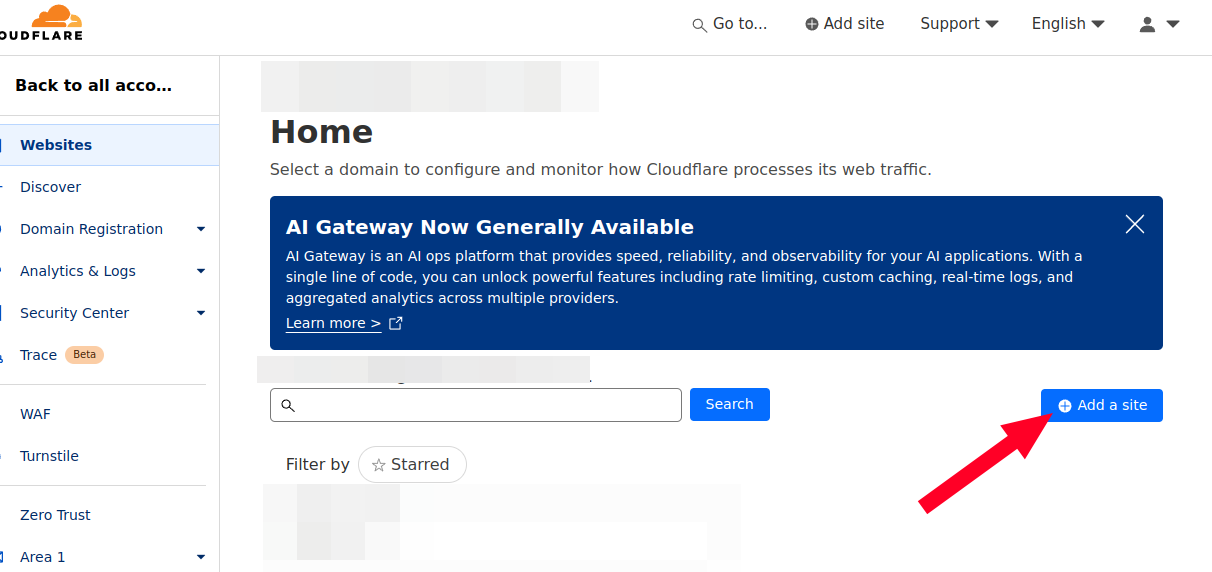 OUDFLARE
Go to...
Add site
Support
English
Back to all acco...
Websites
Discover
Domain Registration
Analytics & Logs
Security Center
Trace Beta
WAF
Turnstile
Zero Trust
Area 1
Home
Select a domain to configure and monitor how Cloudflare processes its web traffic.
AI Gateway Now Generally Available
AI Gateway is an AI ops platform that provides speed, reliability, and observability for your AI applications. With a
single line of code, you can unlock powerful features including rate limiting, custom caching, real-time logs, and
aggregated analytics across multiple providers.
Learn more >
Search
Add a site
Filter by
Starred